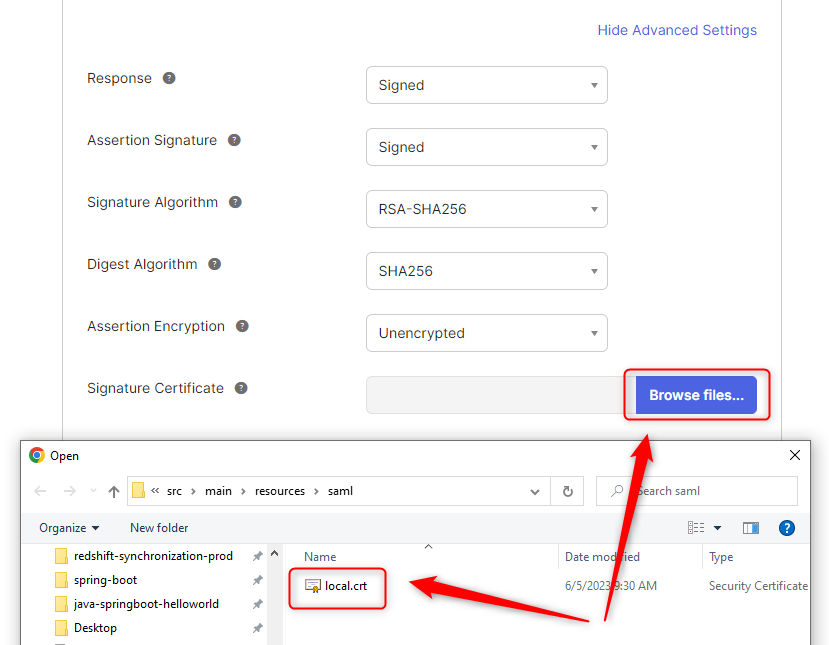 Hide Advanced Settings
Response ?
Signed
Assertion Signature ?
Signed
Signature Algorithm ?
RSA-SHA256
Digest Algorithm ?
SHA256
Assertion Encryption ?
Unencrypted
Signature Certificate ?
Browse files...
Open
« src › main › resources › saml
Search saml
Organize
New folder
?
redshift-synchronization-prod
spring-boot
java-springboot-helloworld
Desktop
Name
Date modified
Type
local.crt
6/5/2023 9:30 AM
Security Certificate